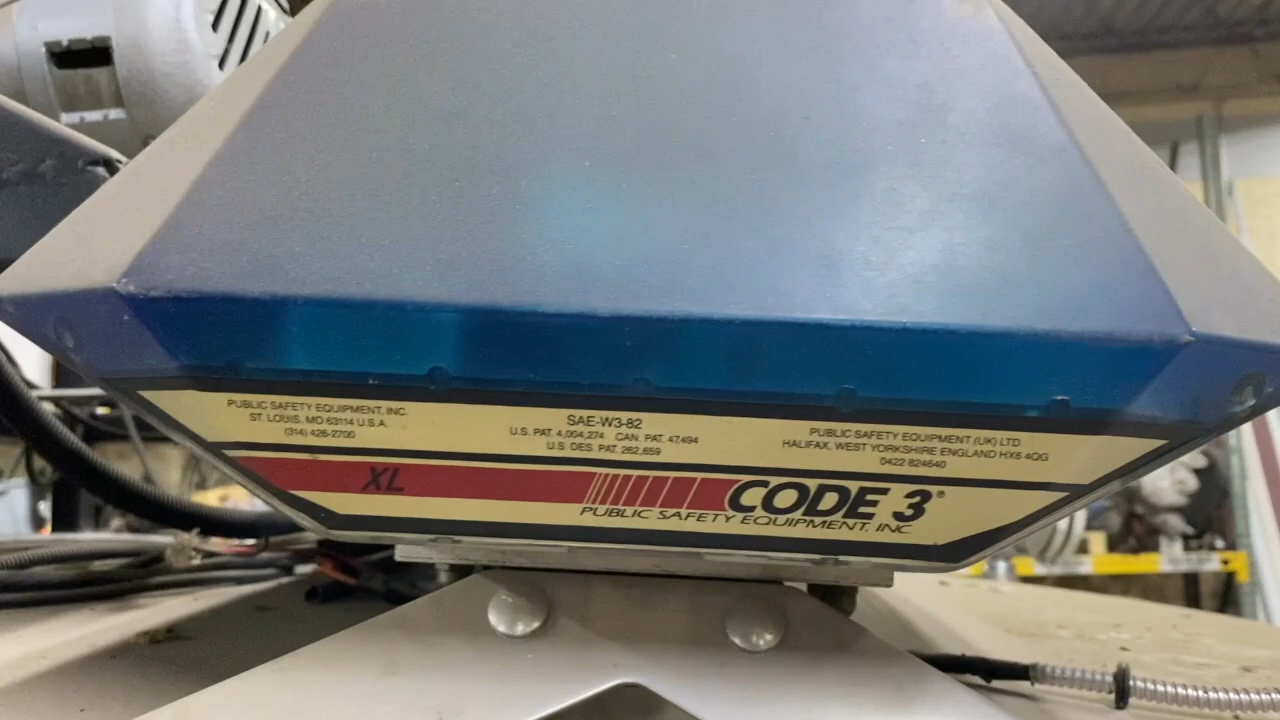 PUBLIC SAFETY EQUIPMENT, INC.
ST. LOUIS, MO 63114 U.S.A.
(314) 426-2700
SAE-W3-82
U.S. PAT. 4,004,274 CAN. PAT. 47,494
U.S. DES. PAT. 262,659
PUBLIC SAFETY EQUIPMENT (UK) LTD
HALIFAX, WEST YORKSHIRE ENGLAND HX6 4QG
0422 824640
XL
CODE 3®
PUBLIC SAFETY EQUIPMENT, INC.